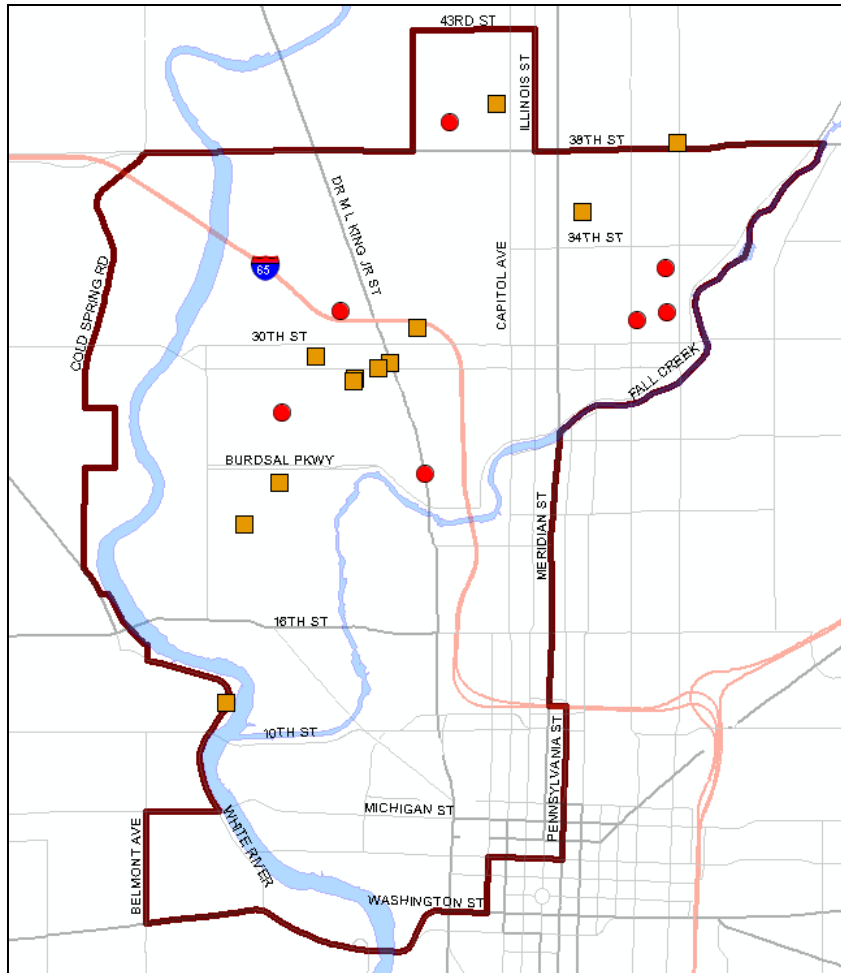 43RD ST
ILLINOIS ST
38TH ST
DR M L KING JR ST
34TH ST
CAPITOL AVE
65
COLD SPRING RD
30TH ST
FALL CREEK
BURDSAL PKWY
MERIDIAN ST
16TH ST
10TH ST
PENNSYLVANIA ST
MICHIGAN ST
WHITE RIVER
BELMONT AVE
WASHINGTON ST